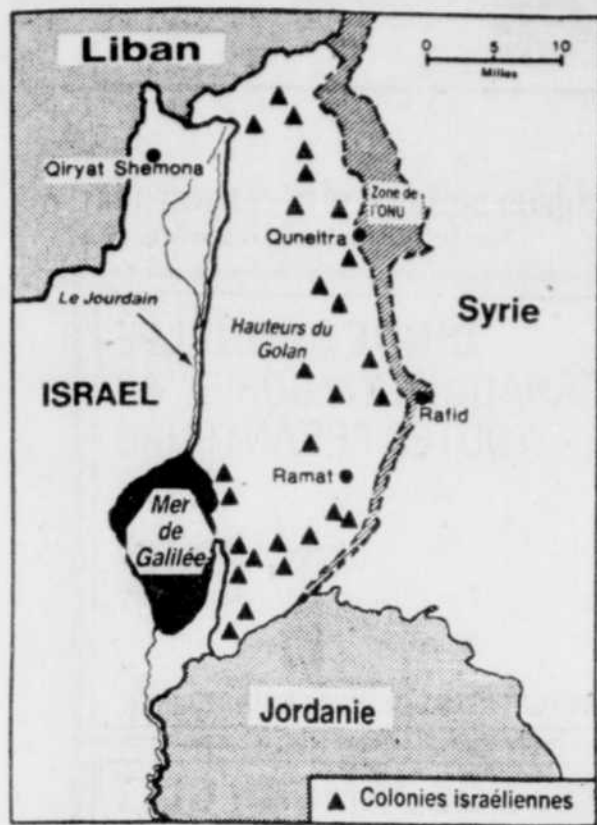 Liban
0 5 10
Milles
Qiryat Shemona
Zone de
l'ONU
Quneitra
Le Jourdain
Hauteurs du
Golan
Syrie
ISRAEL
Rafid
Ramat
Mer
de
Galilée
Jordanie
▲ Colonies israéliennes